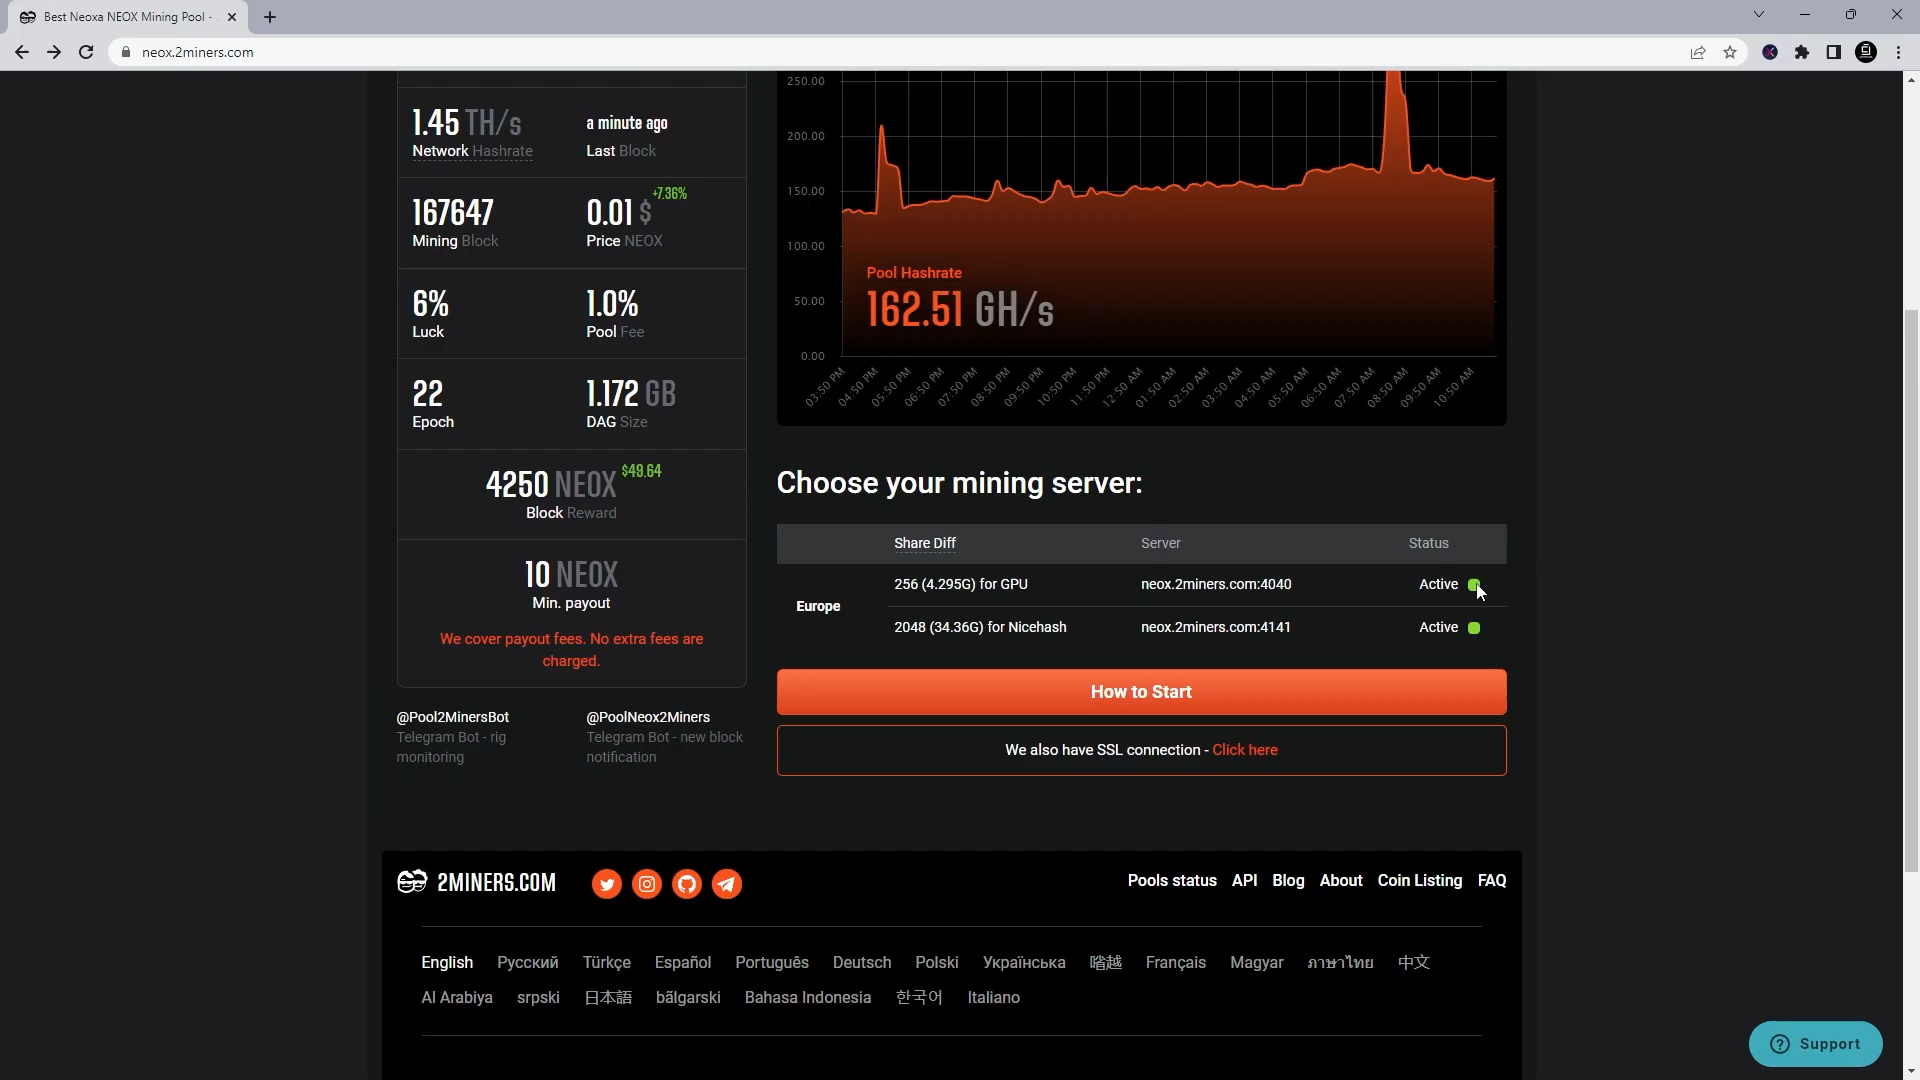 Best Neoxa NEOX Mining Pool -
neox.2miners.com
1.45 TH/s
Network Hashrate
a minute ago
Last Block
167647
Mining Block
0.01 $ +7.36%
Price NEOX
6%
Luck
1.0%
Pool Fee
22
Epoch
1.172 GB
DAG Size
4250 NEOX $49.64
Block Reward
10 NEOX
Min. payout
We cover payout fees. No extra fees are
charged.
@Pool2MinersBot
Telegram Bot - rig
monitoring
@PoolNeox2Miners
Telegram Bot - new block
notification
250.00
200.00
150.00
100.00
50.00
0.00
Pool Hashrate
162.51 GH/s
03:50 PM 04:50 PM 05:50 PM 06:50 PM 07:50 PM 08:50 PM 09:50 PM 10:50 PM 11:50 PM 12:50 AM 01:50 AM 02:50 AM 03:50 AM 04:50 AM 05:50 AM 06:50 AM 07:50 AM 08:50 AM 09:50 AM 10:50 AM
Choose your mining server:
Share Diff Server Status
Europe
256 (4.295G) for GPU neox.2miners.com:4040 Active
2048 (34.36G) for Nicehash neox.2miners.com:4141 Active
How to Start
We also have SSL connection - Click here
2MINERS.COM
Pools status API Blog About Coin Listing FAQ
English Русский Türkçe Español Português Deutsch Polski Українська 㗂越 Français Magyar ภาษาไทย 中文
Al Arabiya srpski 日本語 bãlgarski Bahasa Indonesia 한국어 Italiano
Support